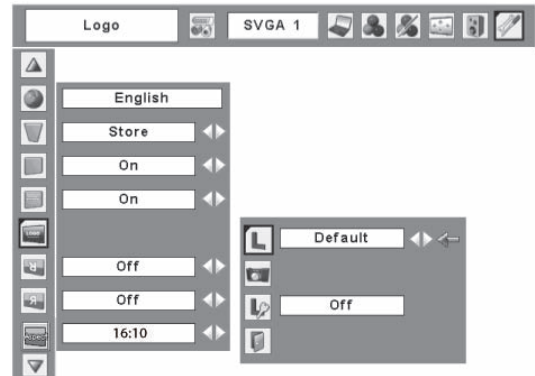 Logo
SVGA 1
English
Store
On
On
Default
Off
Off
Off
16:10